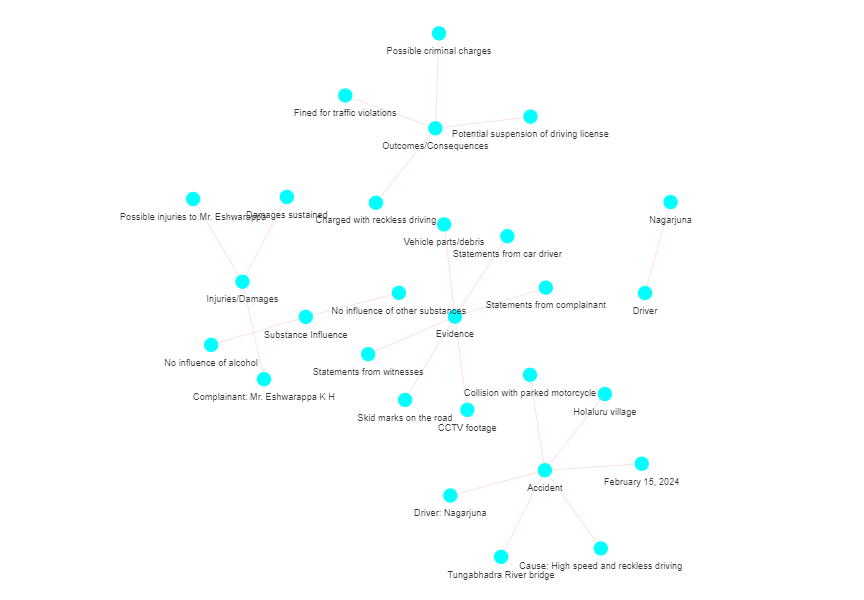 Possible criminal charges
Fined for traffic violations
Potential suspension of driving license
Outcomes/Consequences
Possible injuries to Mr. Eshwarappa
Damages sustained
Charged with reckless driving
Nagarjuna
Vehicle parts/debris
Statements from car driver
Injuries/Damages
Statements from complainant
No influence of other substances
Driver
Substance Influence
Evidence
No influence of alcohol
Statements from witnesses
Complainant: Mr. Eshwarappa K H
Collision with parked motorcycle
Holaluru village
Skid marks on the road
CCTV footage
February 15, 2024
Accident
Driver: Nagarjuna
Cause: High speed and reckless driving
Tungabhadra River bridge